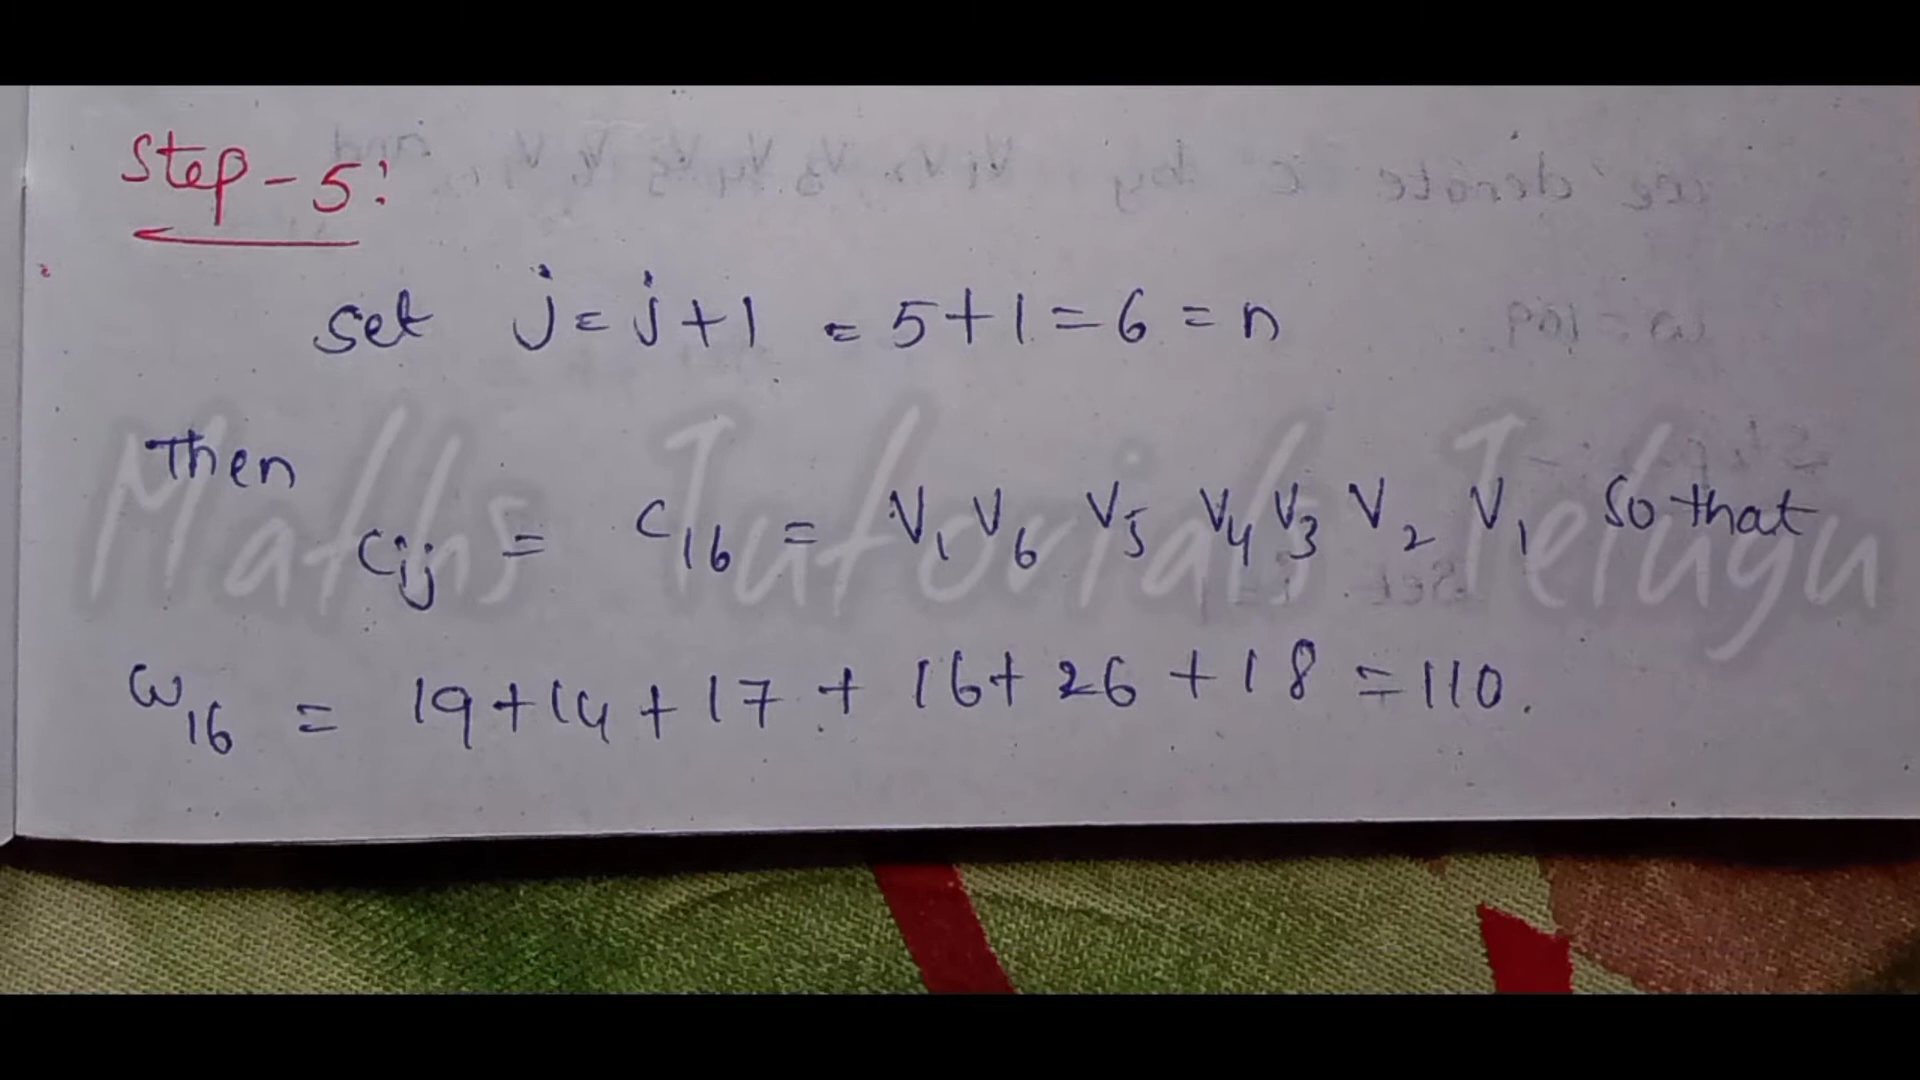 Step-5:
set j = j+1 = 5+1 = 6 = n
Then
Cij = C16 = V1 V6 V5 V4 V3 V2 V1 so that
ω16 = 19+14+17+16+26+18 = 110.
Maths Tutorials Telugu